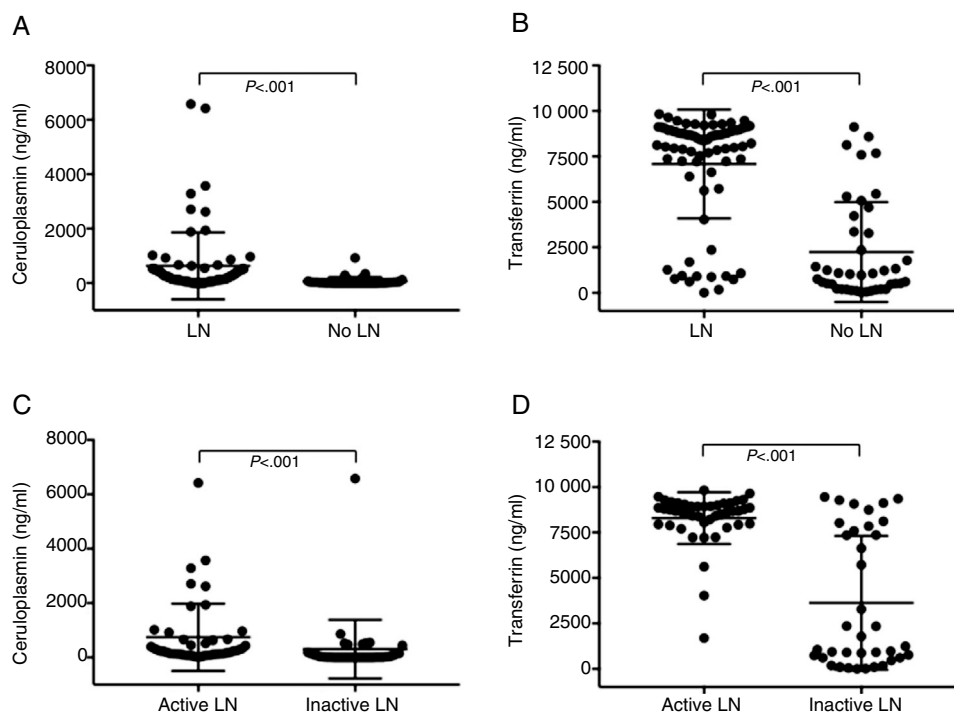 A
Ceruloplasmin (ng/ml)
8000
6000
4000
2000
0
P<.001
LN
No LN
B
Transferrin (ng/ml)
12 500
10 000
7500
5000
2500
0
P<.001
LN
No LN
C
Ceruloplasmin (ng/ml)
8000
6000
4000
2000
0
P<.001
Active LN
Inactive LN
D
Transferrin (ng/ml)
12 500
10 000
7500
5000
2500
0
P<.001
Active LN
Inactive LN